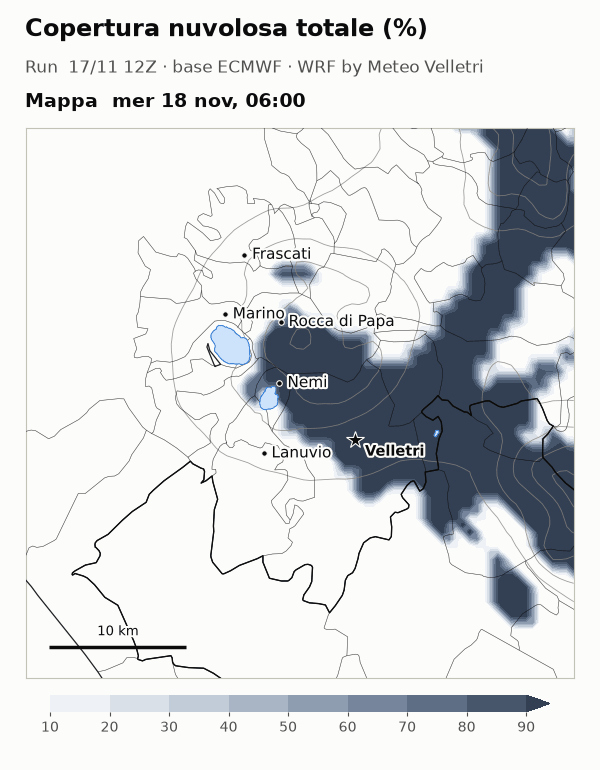 Copertura nuvolosa totale (%)
Run 17/11 12Z · base ECMWF · WRF by Meteo Velletri
Mappa mer 18 nov, 06:00
Frascati
Marino
Rocca di Papa
Nemi
Velletri
Lanuvio
10 km
10 20 30 40 50 60 70 80 90